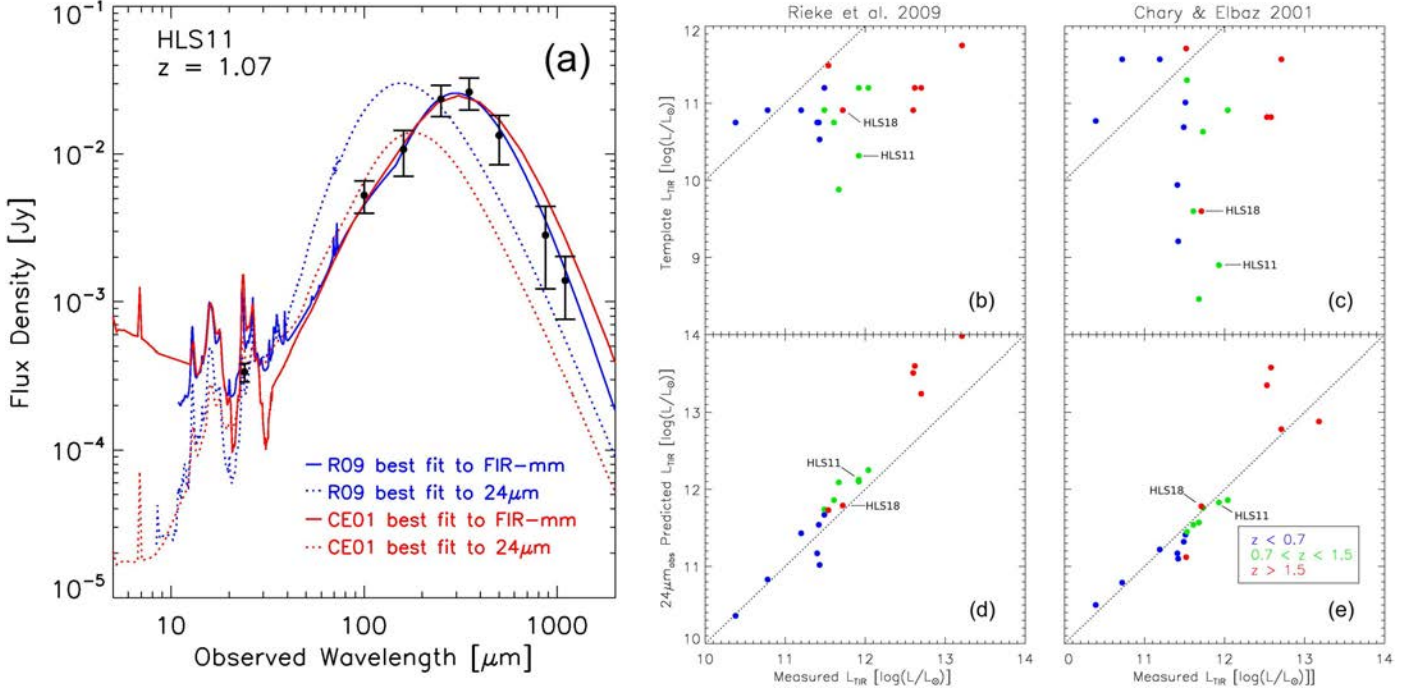 HLS11
z = 1.07
(a)
10⁻¹
10⁻²
10⁻³
10⁻⁴
10⁻⁵
Flux Density [Jy]
R09 best fit to FIR−mm
R09 best fit to 24μm
CE01 best fit to FIR−mm
CE01 best fit to 24μm
10 100 1000
Observed Wavelength [μm]
Rieke et al. 2009
12
11
10
9
14
Template L_TIR [log(L/L⊙)]
HLS18
HLS11
(b)
Chary & Elbaz 2001
HLS18
HLS11
(c)
13
12
11
10
24μm_obs Predicted L_TIR [log(L/L⊙)]
HLS11
HLS18
(d)
10 11 12 13 14
Measured L_TIR [log(L/L⊙)]
HLS18
HLS11
z < 0.7
0.7 < z < 1.5
z > 1.5
(e)
0 11 12 13 14
Measured L_TIR [log(L/L⊙)]]